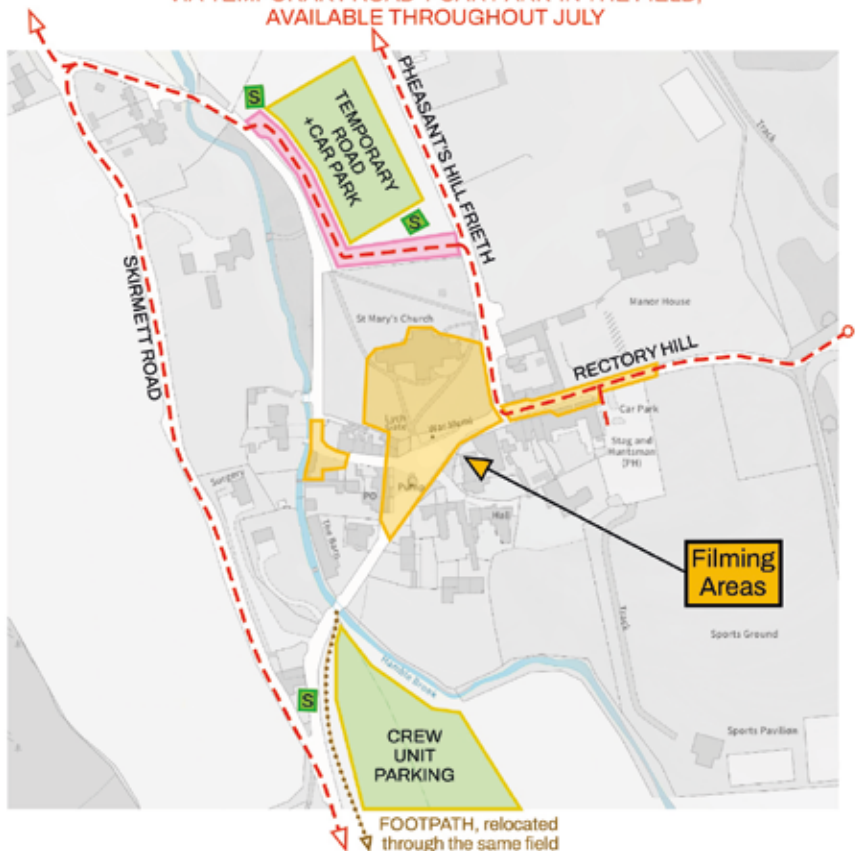 AVAILABLE THROUGHOUT JULY
S
TEMPORARY
ROAD
+CAR PARK
S
PHEASANT'S HILL FRIETH
Track
SKIRMETT ROAD
St Mary's Church
Manor House
RECTORY HILL
Lych
Gate
War Meml
Car Park
Stag and
Huntsman
(PH)
Surgery
PO
Pump
Hall
The Barn
Filming
Areas
Track
Sports Ground
Hamble Brook
S
CREW
UNIT
PARKING
Sports Pavilion
FOOTPATH, relocated
through the same field